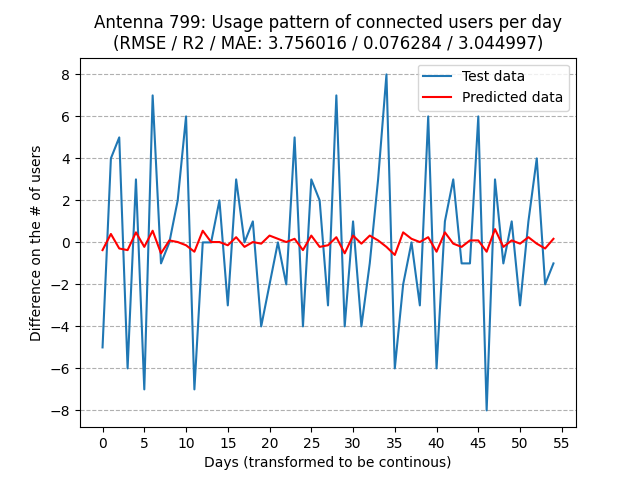 Antenna 799: Usage pattern of connected users per day
(RMSE / R2 / MAE: 3.756016 / 0.076284 / 3.044997)
Test data
Predicted data
Difference on the # of users
8
6
4
2
0
−2
−4
−6
−8
0 5 10 15 20 25 30 35 40 45 50 55
Days (transformed to be continous)